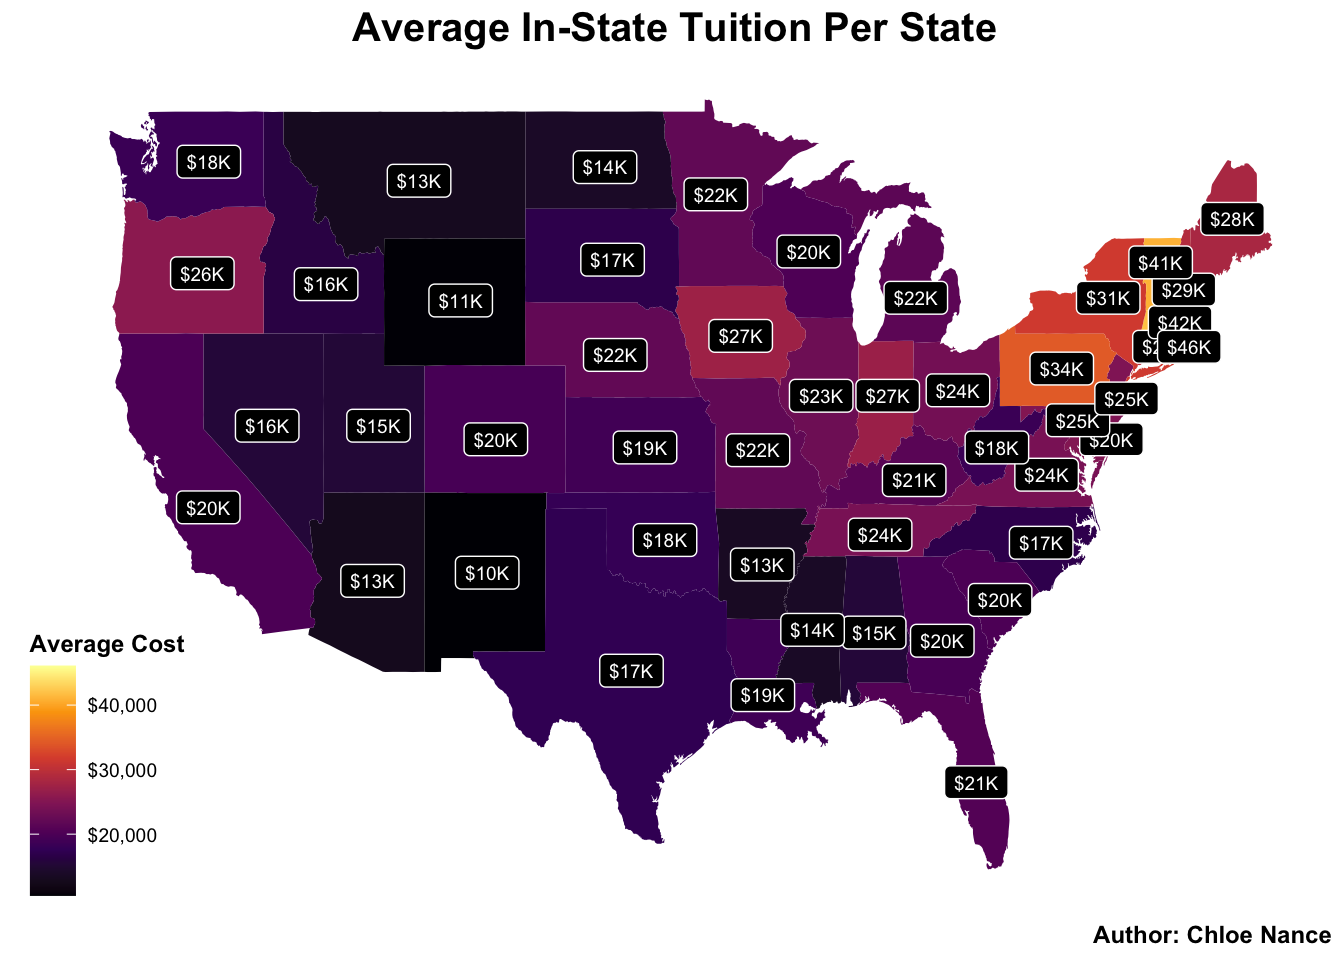 Average In-State Tuition Per State
$18K
$13K
$14K
$22K
$28K
$20K
$41K
$17K
$26K
$16K
$29K
$11K
$22K
$31K
$42K
$27K
$46K
$22K
$34K
$24K
$23K
$27K
$25K
$25K
$16K
$15K
$20K
$20K
$19K
$22K
$18K
$24K
$21K
$20K
$24K
$18K
$17K
$13K
$13K
$10K
$20K
$14K
$15K
$20K
Average Cost
$17K
$19K
$40,000
$30,000
$21K
$20,000
Author: Chloe Nance